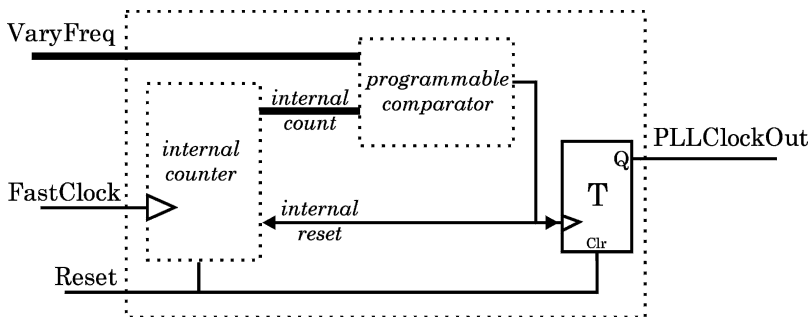 VaryFreq
programmable
comparator
internal
count
internal
counter
PLLClockOut
Q
T
FastClock
internal
reset
Clr
Reset